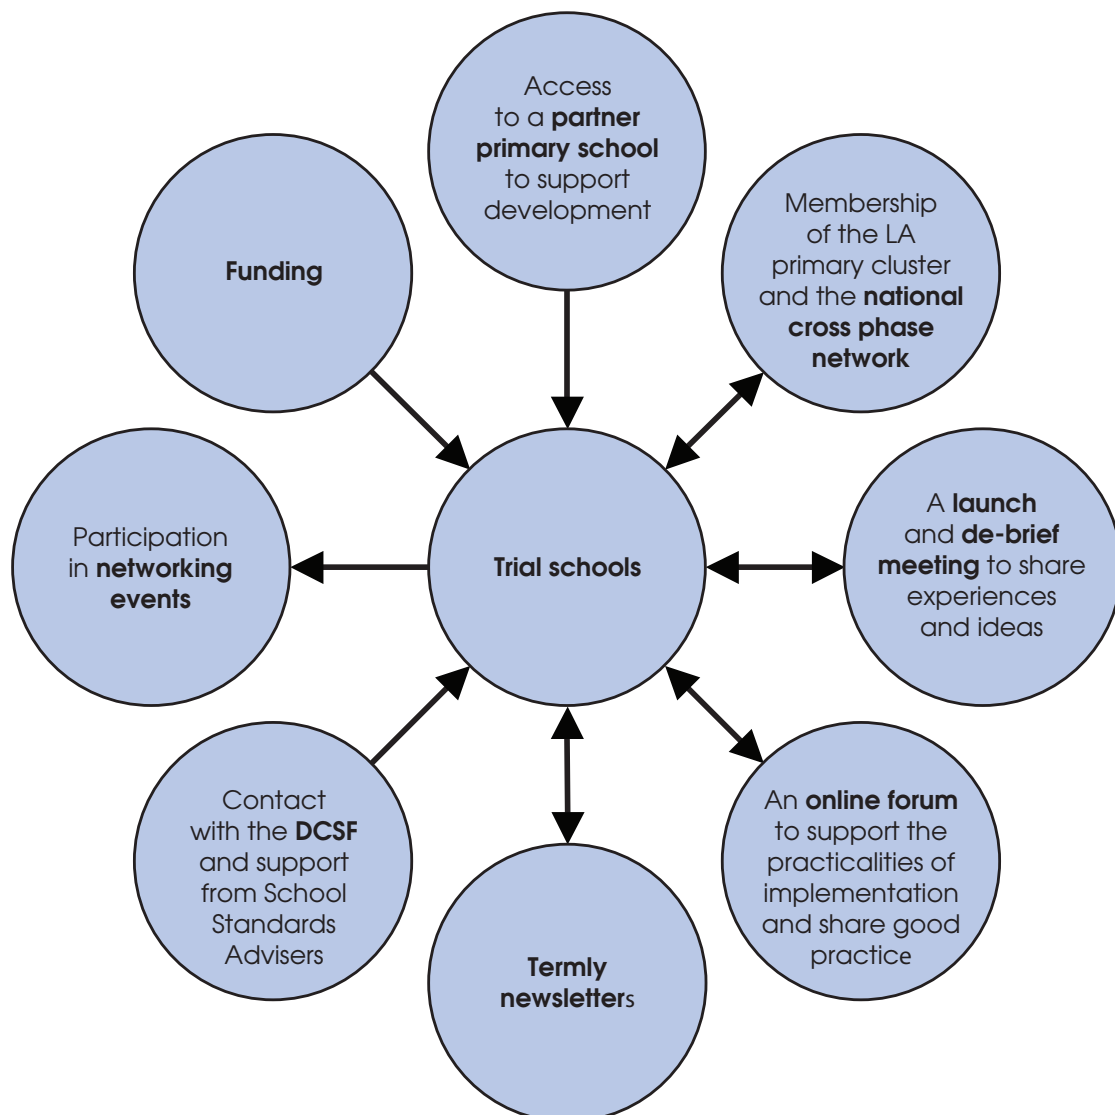 Access
to a partner
primary school
to support
development
Membership
of the LA
primary cluster
and the national
cross phase
network
A launch
and de-brief
meeting to share
experiences
and ideas
An online forum
to support the
practicalities of
implementation
and share good
practice
Termly
newsletters
Contact
with the DCSF
and support
from School
Standards
Advisers
Participation
in networking
events
Funding
Trial schools